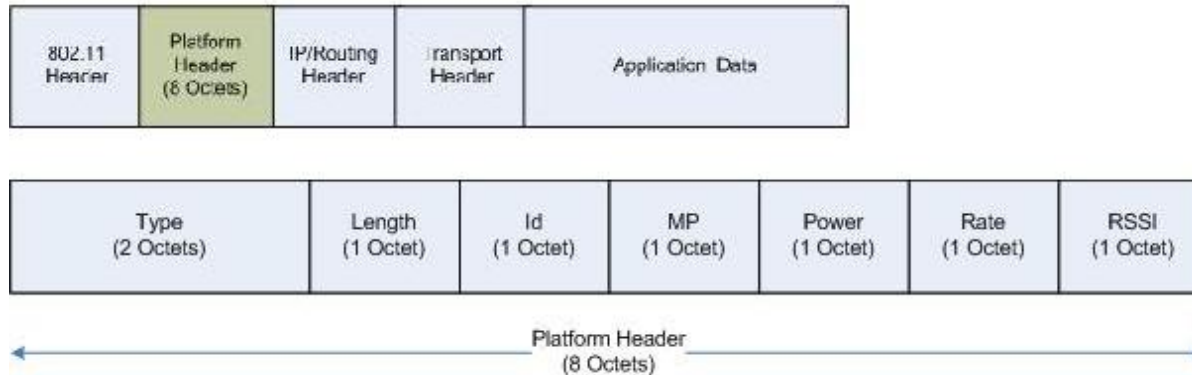 802.11
Header
Platform
Header
(8 Octets)
IP/Routing
Header
Transport
Header
Application Data
Type
(2 Octets)
Length
(1 Octet)
Id
(1 Octet)
MP
(1 Octet)
Power
(1 Octet)
Rate
(1 Octet)
RSSI
(1 Octet)
Platform Header
(8 Octets)